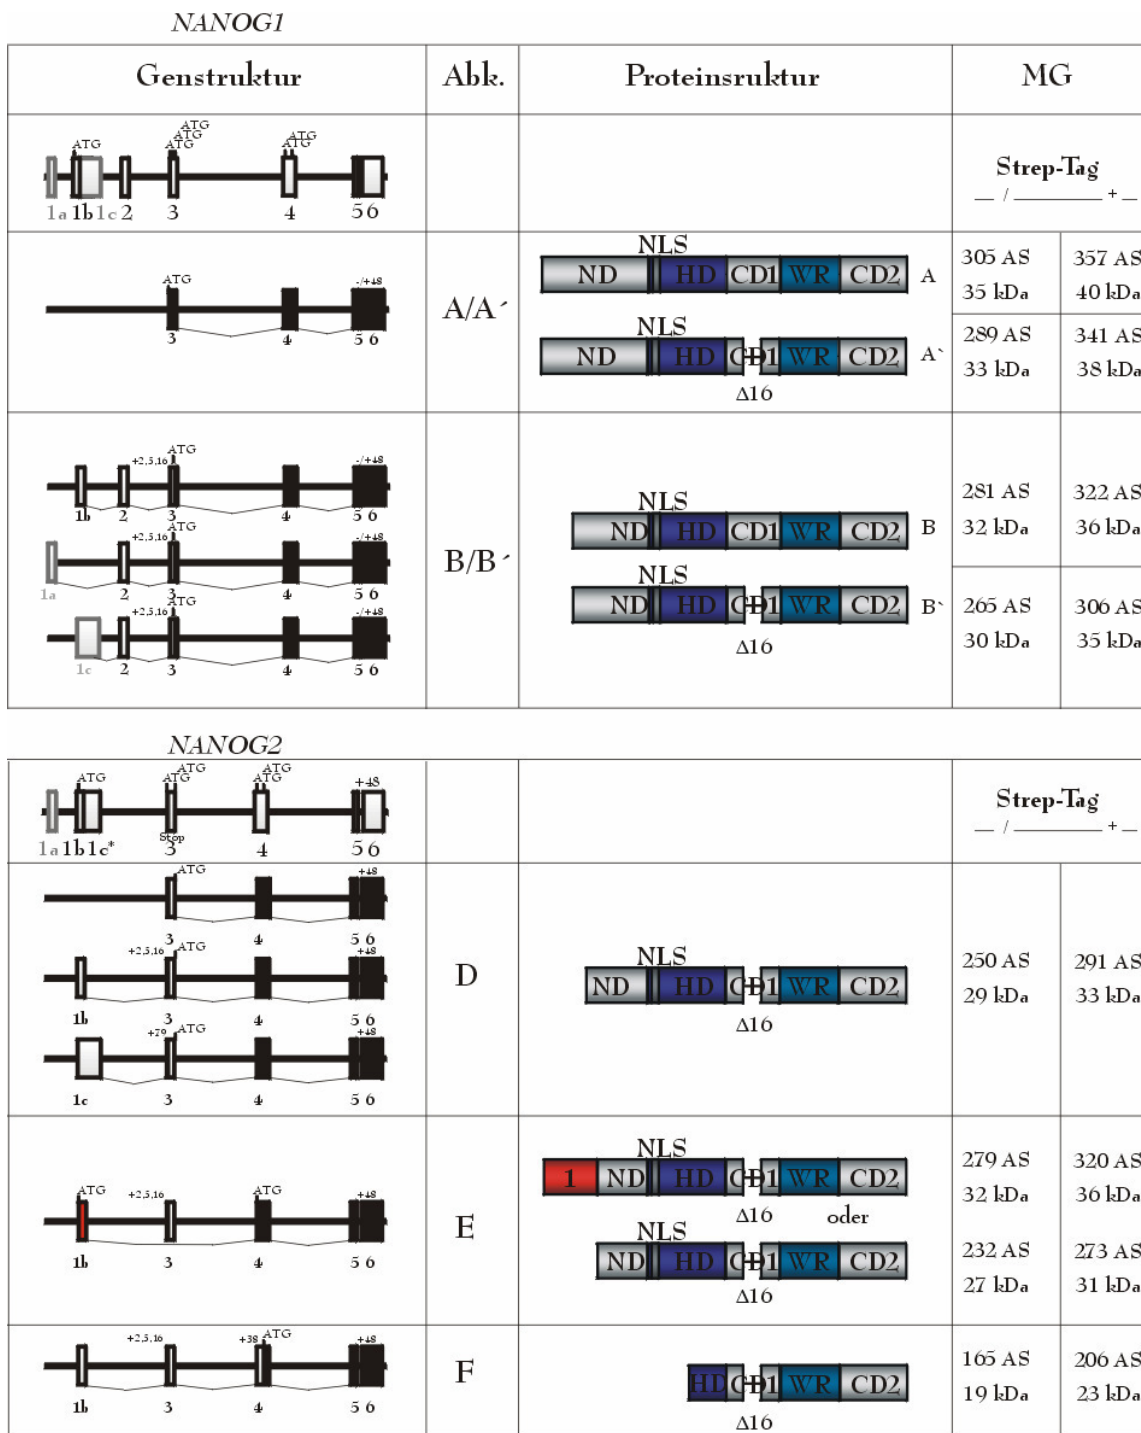 NANOG1
Genstruktur Abk. Proteinsruktur MG
ATG
ATG
ATG ATG ATG
ATG
1a 1b 1c 2 3 4 5 6
Strep-Tag
— / ———— + —
NLS
ND HD CD1 WR CD2 A
305 AS 357 AS
35 kDa 40 kDa
ATG -/+48
3 4 5 6
A/A´
NLS
ND HD CD1 WR CD2 A`
Δ16
289 AS 341 AS
33 kDa 38 kDa
+2,5,16 ATG -/+48
1b 2 3 4 5 6
+2,5,16 ATG -/+48
1a 2 3 4 5 6
+2,5,16 ATG -/+48
1c 2 3 4 5 6
B/B´
NLS
ND HD CD1 WR CD2 B
281 AS 322 AS
32 kDa 36 kDa
NLS
ND HD CD1 WR CD2 B`
Δ16
265 AS 306 AS
30 kDa 35 kDa
NANOG2
ATG ATG
ATG ATG ATG ATG +48
Stop
1a 1b 1c* 3 4 5 6
Strep-Tag
— / ———— + —
ATG +48
3 4 5 6
+2,5,16 ATG +48
1b 3 4 5 6
+79 ATG +48
1c 3 4 5 6
D
NLS
ND HD CD1 WR CD2
Δ16
250 AS 291 AS
29 kDa 33 kDa
ATG +2,5,16 ATG +48
1b 3 4 5 6
E
NLS
1 ND HD CD1 WR CD2
Δ16 oder
279 AS 320 AS
32 kDa 36 kDa
NLS
ND HD CD1 WR CD2
Δ16
232 AS 273 AS
27 kDa 31 kDa
+2,5,16 +38 ATG +48
1b 3 4 5 6
F
HD CD1 WR CD2
Δ16
165 AS 206 AS
19 kDa 23 kDa